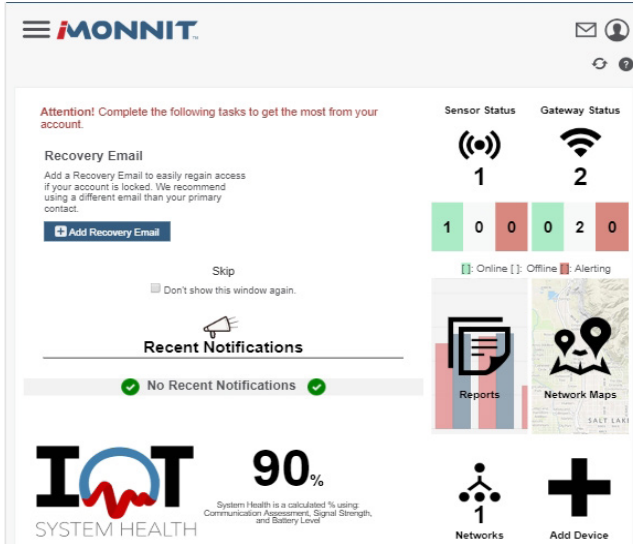 iMONNIT™
Attention! Complete the following tasks to get the most from your
account.
Recovery Email
Add a Recovery Email to easily regain access
if your account is locked. We recommend
using a different email than your primary
contact.
Add Recovery Email
Skip
Don't show this window again.
Recent Notifications
No Recent Notifications
IOT
SYSTEM HEALTH
90%
System Health is a calculated % using:
Communication Assessment, Signal Strength,
and Battery Level
Sensor Status
1
1 0 0
Gateway Status
2
0 2 0
[ ]: Online [ ]: Offline [ ]: Alerting
Reports
Network Maps
SALT LAK
1
Networks
Add Device